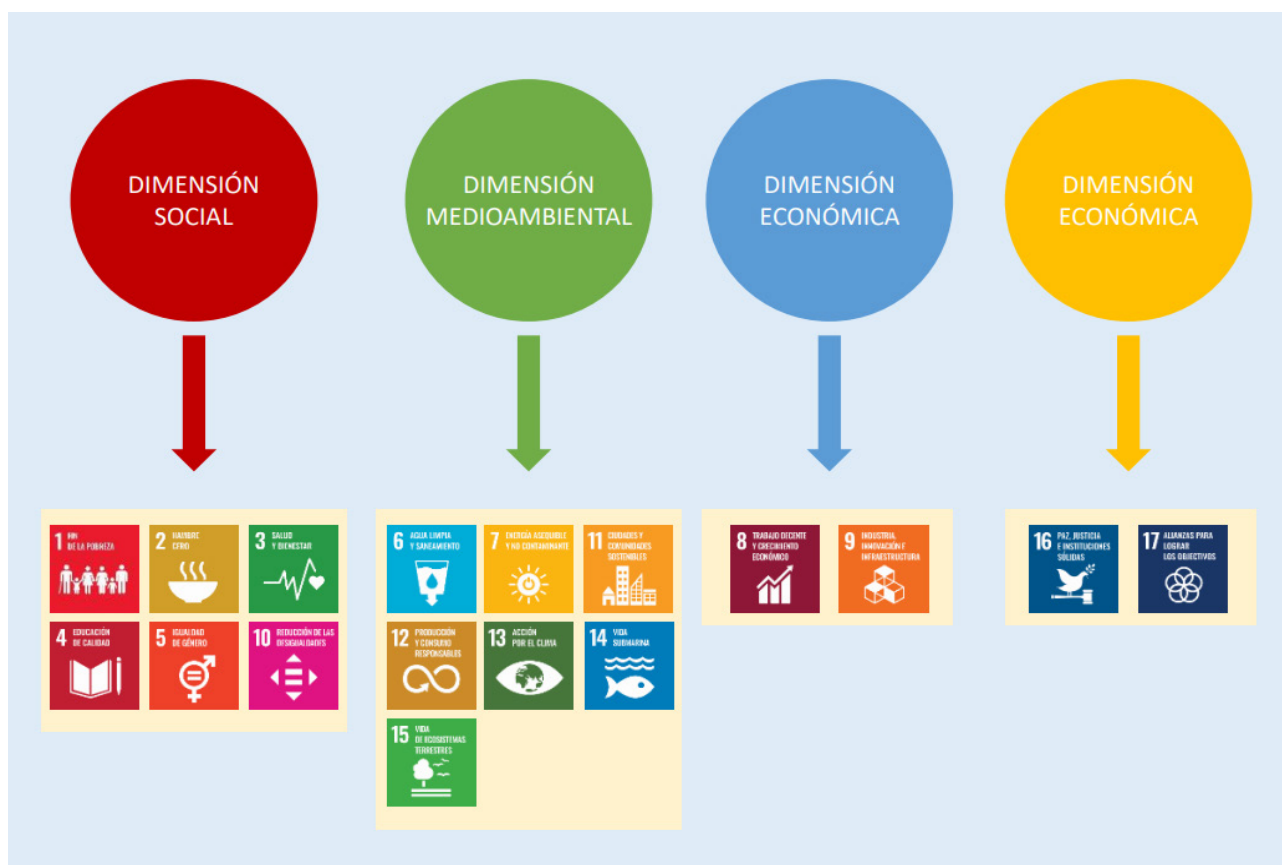 DIMENSIÓN
SOCIAL
DIMENSIÓN
MEDIOAMBIENTAL
DIMENSIÓN
ECONÓMICA
DIMENSIÓN
ECONÓMICA
1 FIN
DE LA POBREZA
2 HAMBRE
CERO
3 SALUD
Y BIENESTAR
4 EDUCACIÓN
DE CALIDAD
5 IGUALDAD
DE GÉNERO
10 REDUCCIÓN DE LAS
DESIGUALDADES
6 AGUA LIMPIA
Y SANEAMIENTO
7 ENERGÍA ASEQUIBLE
Y NO CONTAMINANTE
11 CIUDADES Y
COMUNIDADES
SOSTENIBLES
12 PRODUCCIÓN
Y CONSUMO
RESPONSABLES
13 ACCIÓN
POR EL CLIMA
14 VIDA
SUBMARINA
15 VIDA
DE ECOSISTEMAS
TERRESTRES
8 TRABAJO DECENTE
Y CRECIMIENTO
ECONÓMICO
9 INDUSTRIA,
INNOVACIÓN E
INFRAESTRUCTURA
16 PAZ, JUSTICIA
E INSTITUCIONES
SÓLIDAS
17 ALIANZAS PARA
LOGRAR
LOS OBJECTIVOS